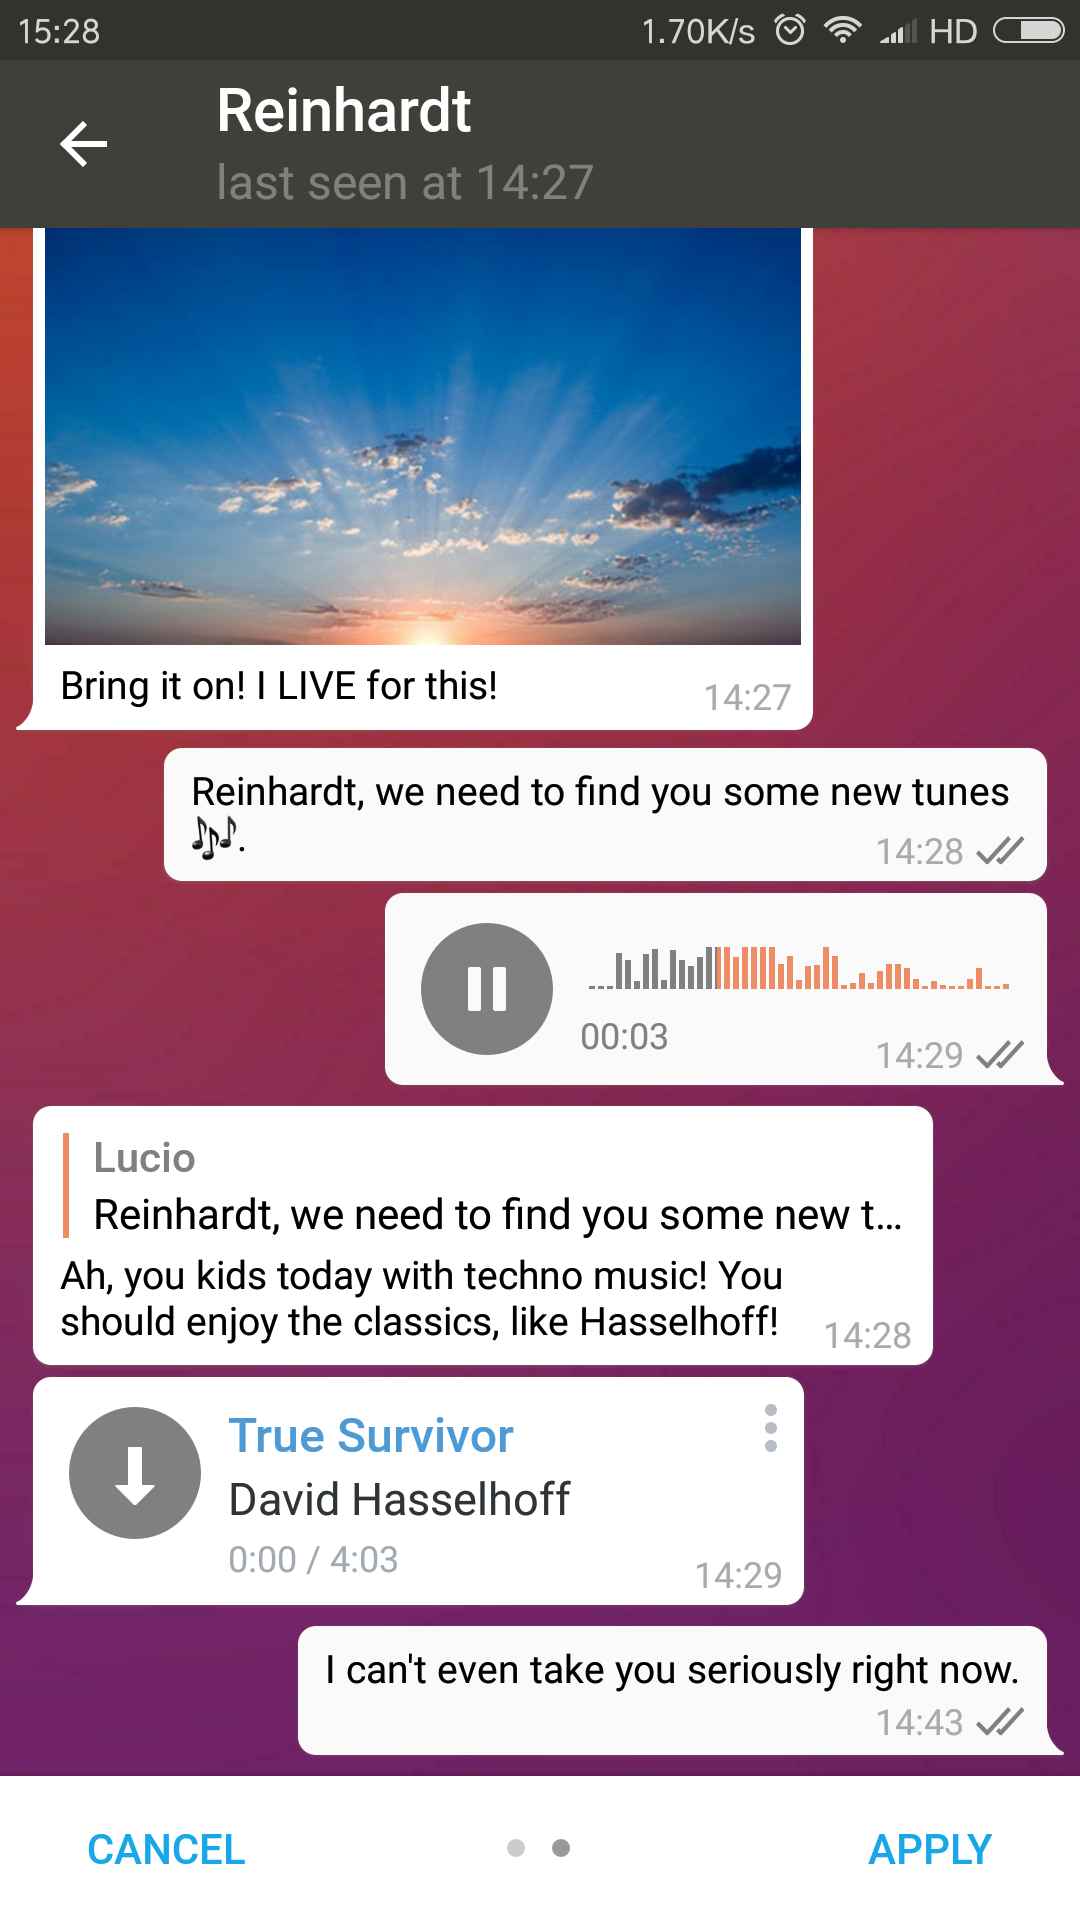 15:28 1.70K/s HD
Reinhardt
last seen at 14:27
Bring it on! I LIVE for this!
14:27
Reinhardt, we need to find you some new tunes
🎶.
14:28
00:03
14:29
Lucio
Reinhardt, we need to find you some new t...
Ah, you kids today with techno music! You
should enjoy the classics, like Hasselhoff!
14:28
True Survivor
David Hasselhoff
0:00 / 4:03
14:29
I can't even take you seriously right now.
14:43
CANCEL APPLY